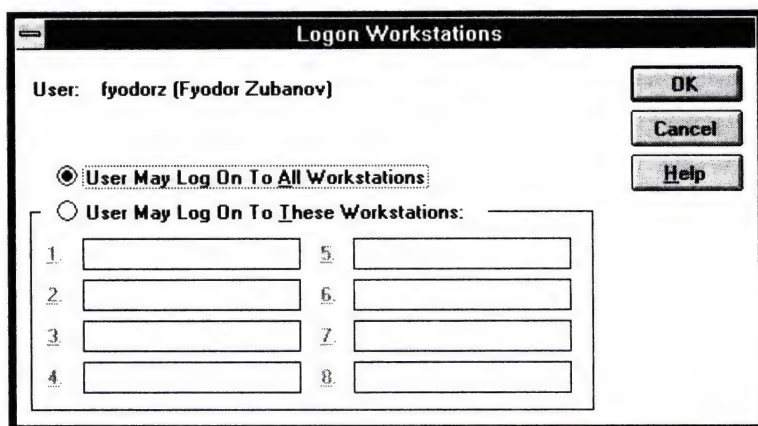 Logon Workstations
User: fyodorz (Fyodor Zubanov)
OK
Cancel
Help
User May Log On To All Workstations
User May Log On To These Workstations:
1. 5.
2. 6.
3. 7.
4. 8.